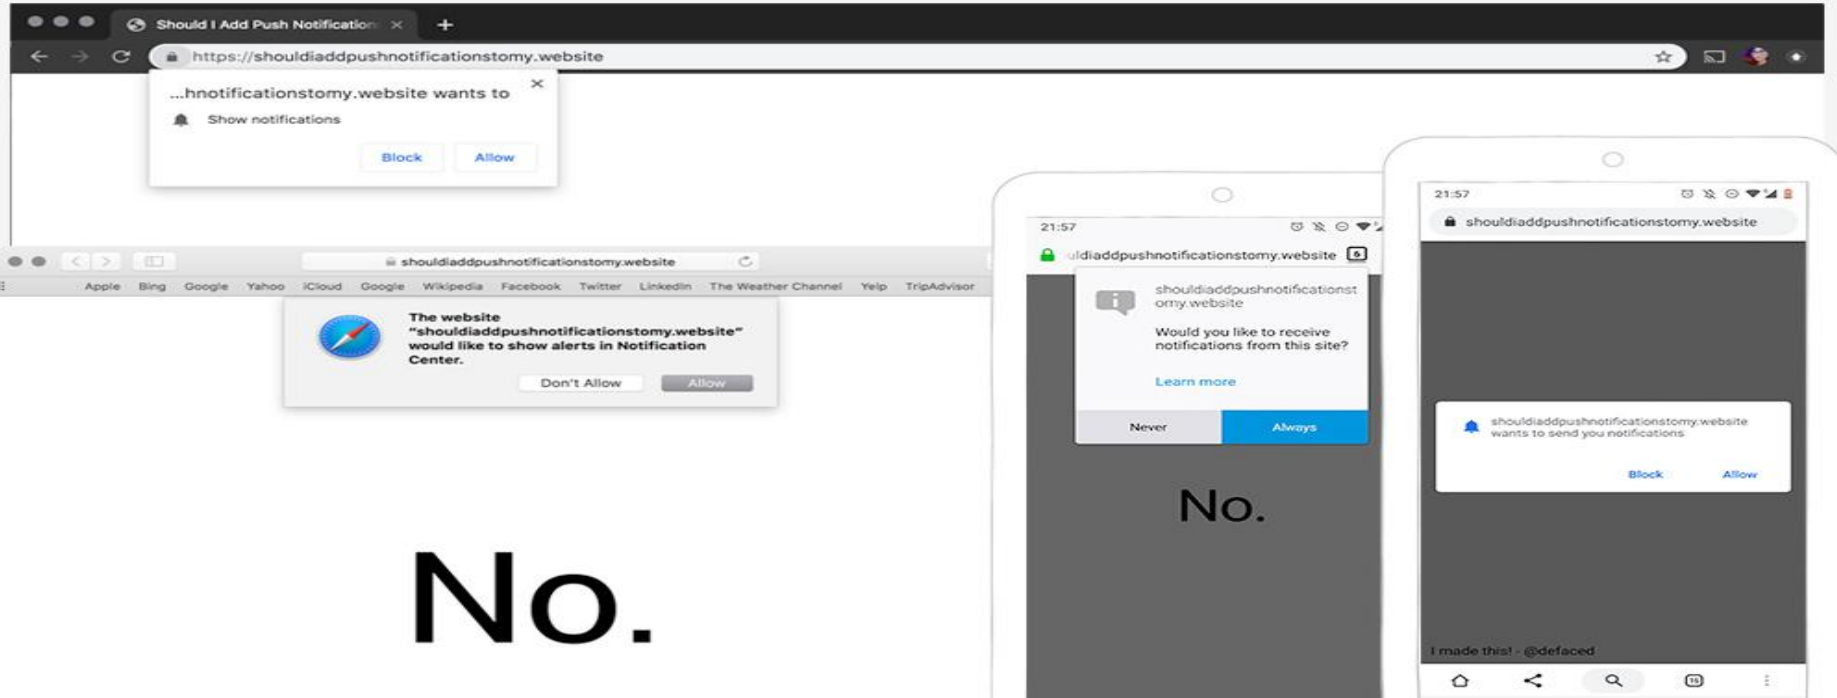 Should I Add Push Notification
https://shouldiaddpushnotificationstomy.website
...hnotificationstomy.website wants to
Show notifications
Block Allow
shouldiaddpushnotificationstomy.website
Apple Bing Google Yahoo iCloud Google Wikipedia Facebook Twitter LinkedIn The Weather Channel Yelp TripAdvisor
The website
"shouldiaddpushnotificationstomy.website"
would like to show alerts in Notification
Center.
Don't Allow Allow
No.
21:57
uldiaddpushnotificationstomy.website
shouldiaddpushnotificationst
omy.website
Would you like to receive
notifications from this site?
Learn more
Never Always
No.
21:57
shouldiaddpushnotificationstomy.website
shouldiaddpushnotificationstomy.website
wants to send you notifications
Block Allow
I made this! - @defaced
15